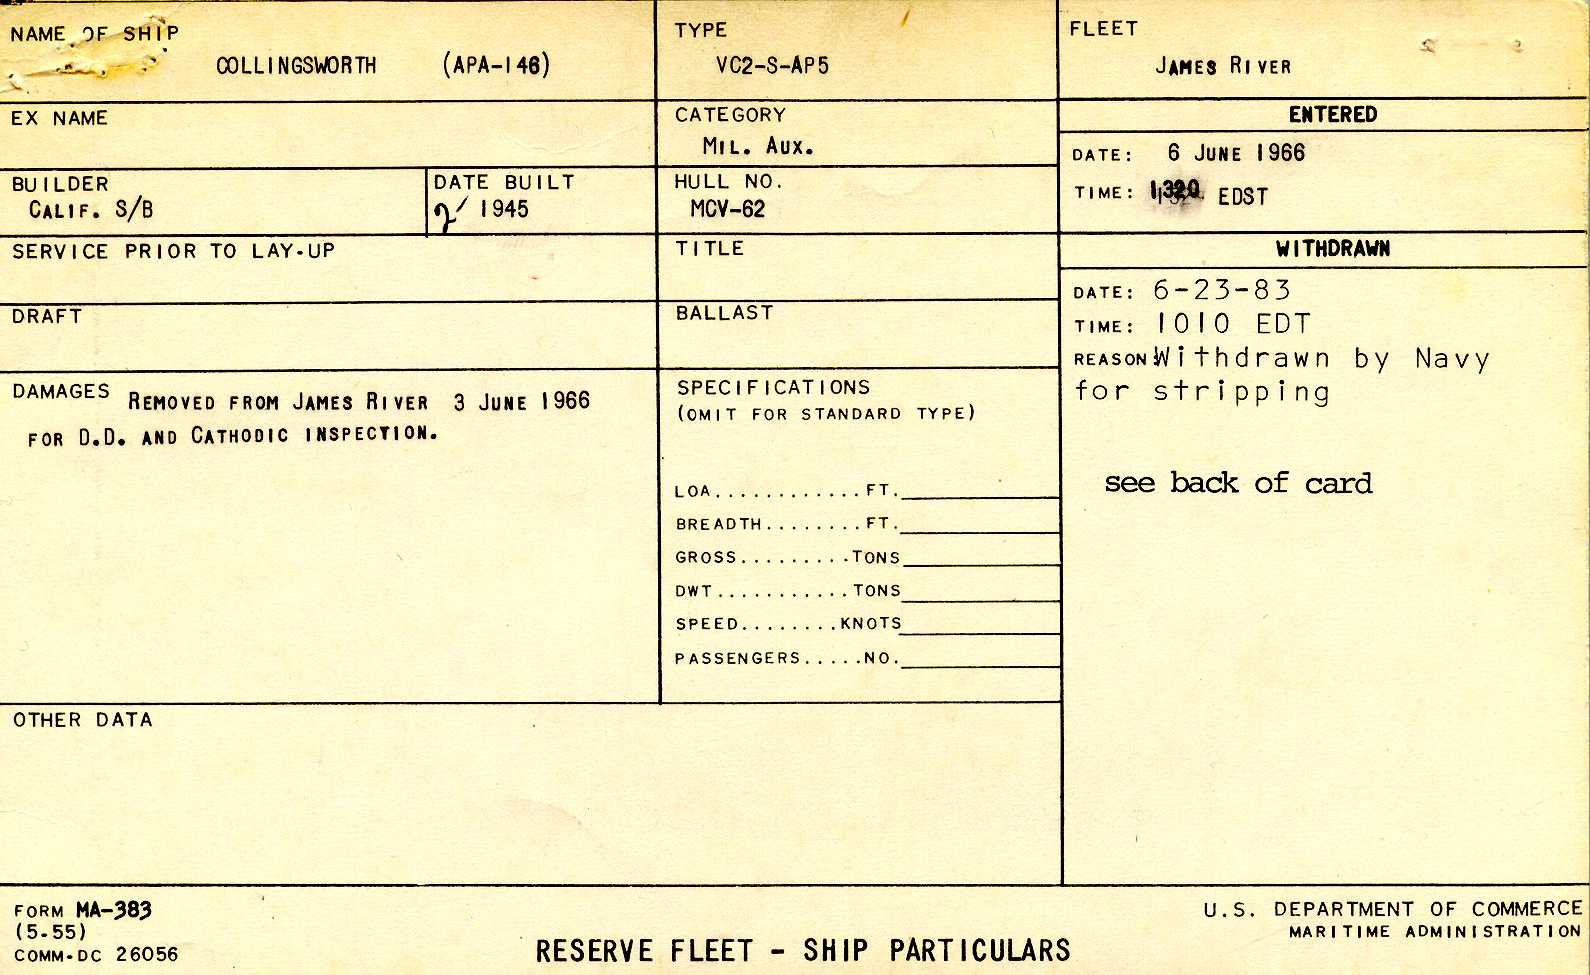 NAME OF SHIP
COLLINGSWORTH (APA-146)
TYPE
VC2-S-AP5
FLEET
JAMES RIVER
EX NAME
CATEGORY
MIL. AUX.
ENTERED
DATE: 6 JUNE 1966
TIME: 1320 EDST
BUILDER
CALIF. S/B
DATE BUILT
2/ 1945
HULL NO.
MCV-62
SERVICE PRIOR TO LAY-UP
TITLE
WITHDRAWN
DATE: 6-23-83
TIME: 1010 EDT
REASON Withdrawn by Navy
for stripping
see back of card
DRAFT
BALLAST
DAMAGES REMOVED FROM JAMES RIVER 3 JUNE 1966
FOR D.D. AND CATHODIC INSPECTION.
SPECIFICATIONS
(OMIT FOR STANDARD TYPE)
LOA............FT.
BREADTH........FT.
GROSS.........TONS
DWT...........TONS
SPEED........KNOTS
PASSENGERS.....NO.
OTHER DATA
FORM MA-383
(5-55)
COMM-DC 26056
RESERVE FLEET - SHIP PARTICULARS
U.S. DEPARTMENT OF COMMERCE
MARITIME ADMINISTRATION